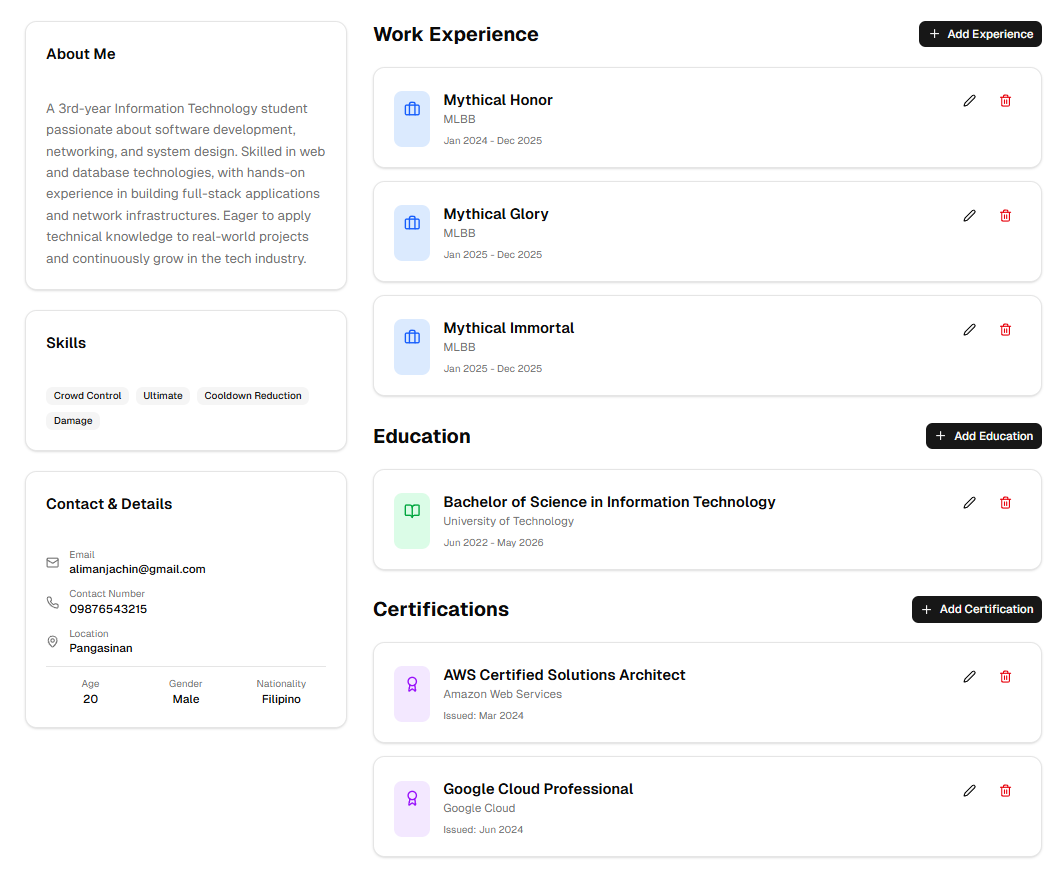 About Me
A 3rd-year Information Technology student
passionate about software development,
networking, and system design. Skilled in web
and database technologies, with hands-on
experience in building full-stack applications
and network infrastructures. Eager to apply
technical knowledge to real-world projects
and continuously grow in the tech industry.
Skills
Crowd Control Ultimate Cooldown Reduction
Damage
Contact & Details
Email
alimanjachin@gmail.com
Contact Number
09876543215
Location
Pangasinan
Age Gender Nationality
20 Male Filipino
Work Experience
Add Experience
Mythical Honor
MLBB
Jan 2024 - Dec 2025
Mythical Glory
MLBB
Jan 2025 - Dec 2025
Mythical Immortal
MLBB
Jan 2025 - Dec 2025
Education
Add Education
Bachelor of Science in Information Technology
University of Technology
Jun 2022 - May 2026
Certifications
Add Certification
AWS Certified Solutions Architect
Amazon Web Services
Issued: Mar 2024
Google Cloud Professional
Google Cloud
Issued: Jun 2024